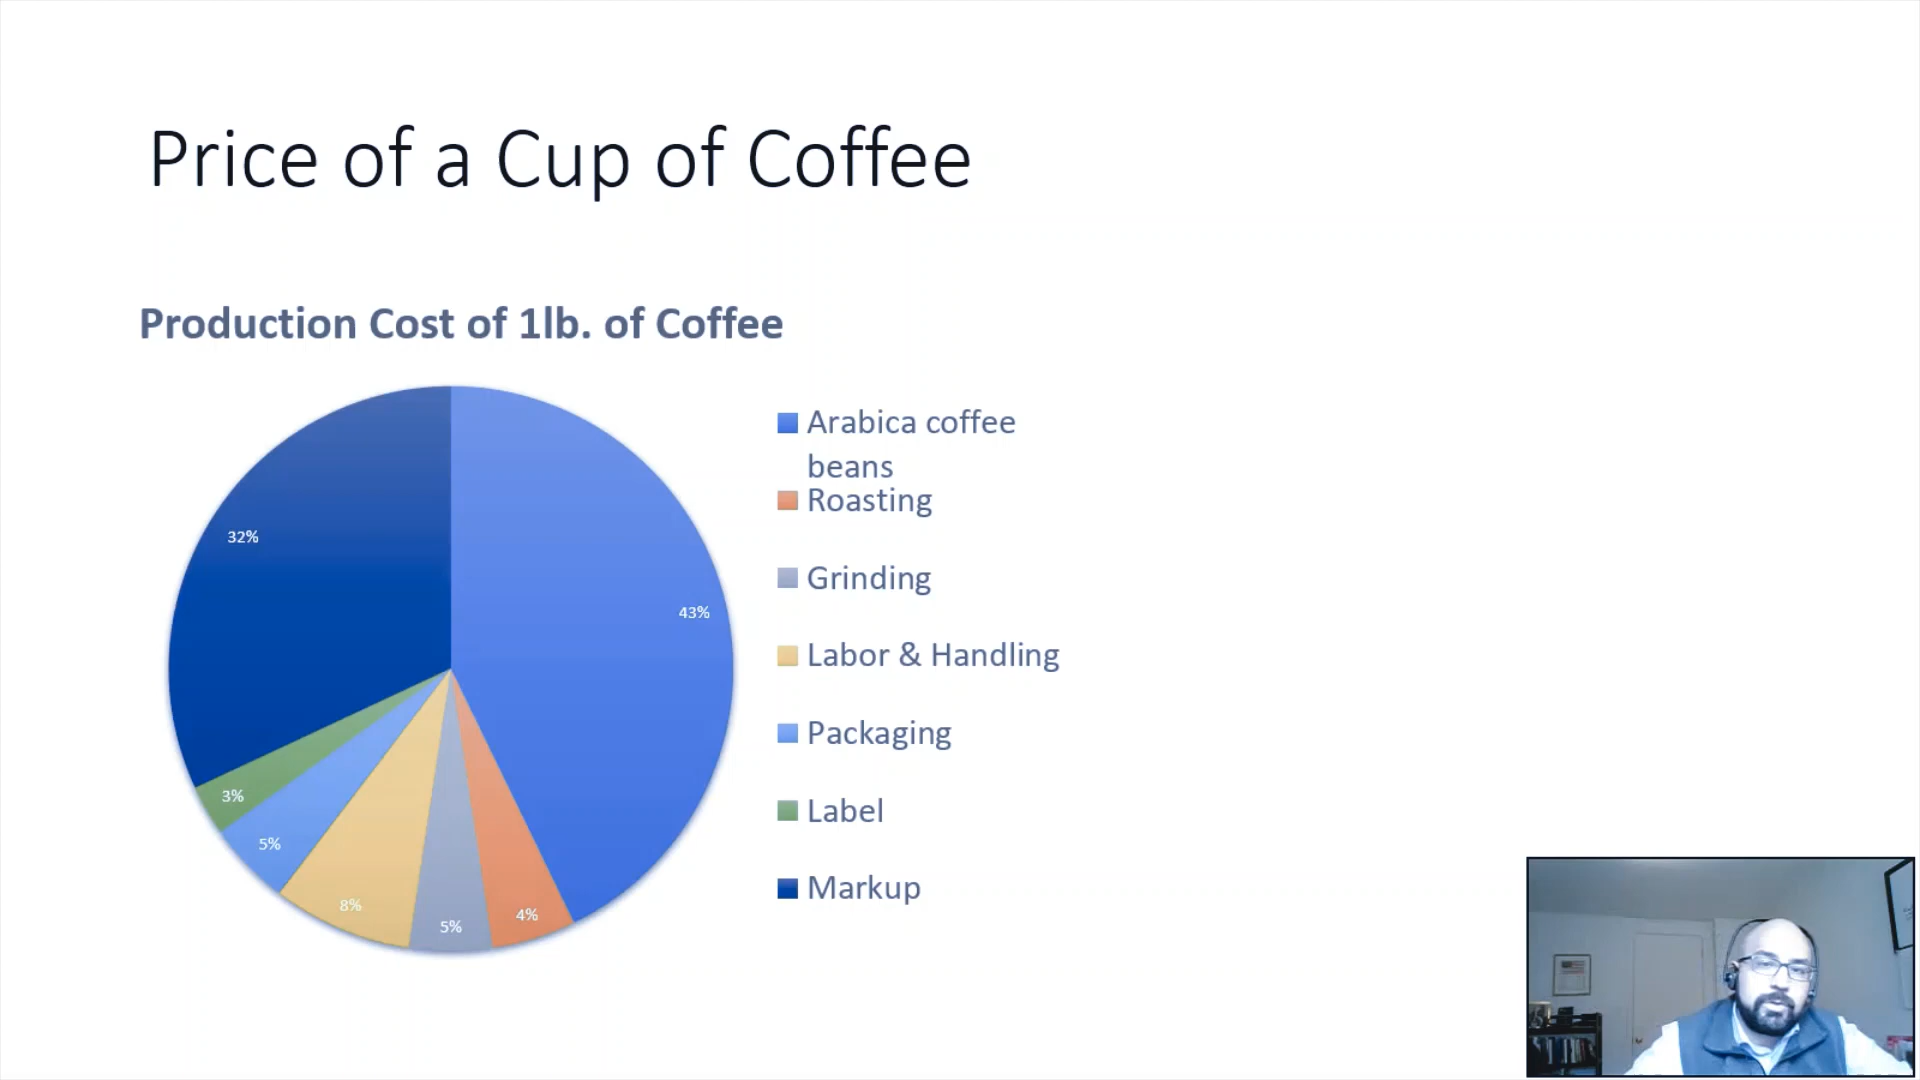 Price of a Cup of Coffee
Production Cost of 1lb. of Coffee
32%
43%
3%
5%
8%
5%
4%
Arabica coffee
beans
Roasting
Grinding
Labor & Handling
Packaging
Label
Markup